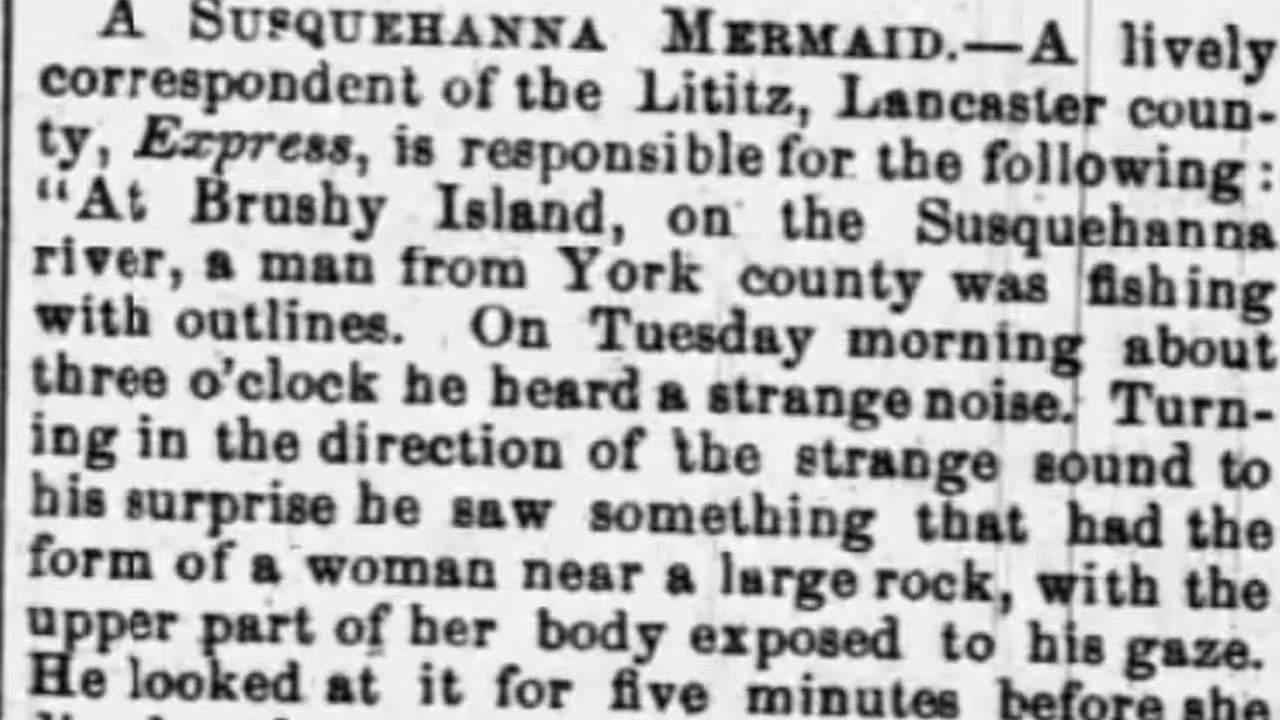 A SUSQUEHANNA MERMAID.—A lively
correspondent of the Lititz, Lancaster coun-
ty, Express, is responsible for the following:
"At Brushy Island, on the Susquehanna
river, a man from York county was fishing
with outlines. On Tuesday morning about
three o'clock he heard a strange noise. Turn-
ing in the direction of the strange sound to
his surprise he saw something that had the
form of a woman near a large rock, with the
upper part of her body exposed to his gaze.
He looked at it for five minutes before she